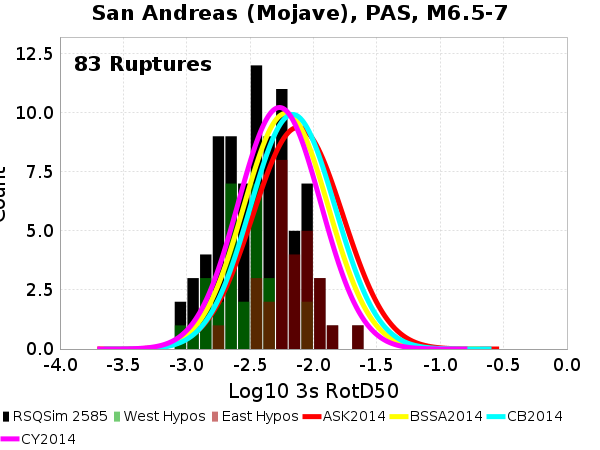 San Andreas (Mojave), PAS, M6.5-7
83 Ruptures
12.5
10.0
7.5
5.0
2.5
0.0
Count
-4.0 -3.5 -3.0 -2.5 -2.0 -1.5 -1.0 -0.5 0.0
Log10 3s RotD50
RSQSim 2585 West Hypos East Hypos ASK2014 BSSA2014 CB2014
CY2014